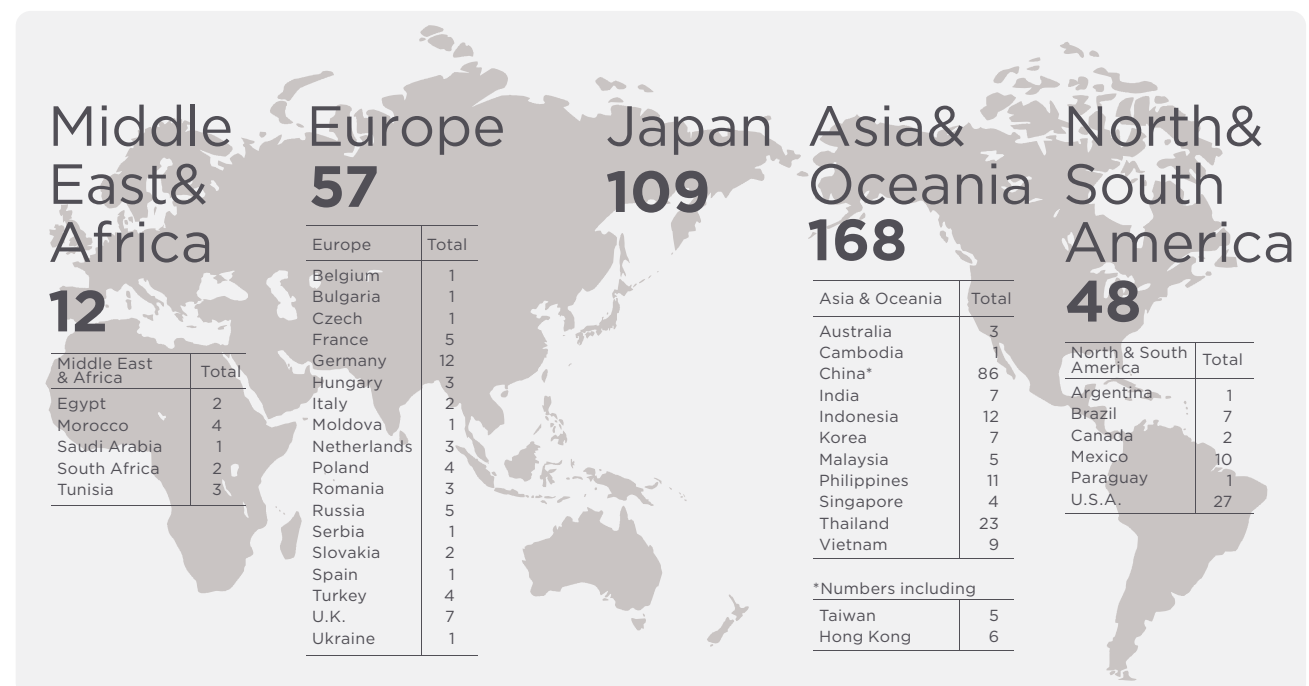 Middle
East&
Africa
12
Middle East
& Africa Total
Egypt 2
Morocco 4
Saudi Arabia 1
South Africa 2
Tunisia 3
Europe
57
Europe Total
Belgium 1
Bulgaria 1
Czech 1
France 5
Germany 12
Hungary 3
Italy 2
Moldova 1
Netherlands 3
Poland 4
Romania 3
Russia 5
Serbia 1
Slovakia 2
Spain 1
Turkey 4
U.K. 7
Ukraine 1
Japan
109
Asia&
Oceania
168
Asia & Oceania Total
Australia 3
Cambodia 1
China* 86
India 7
Indonesia 12
Korea 7
Malaysia 5
Philippines 11
Singapore 4
Thailand 23
Vietnam 9
*Numbers including
Taiwan 5
Hong Kong 6
North&
South
America
48
North & South
America Total
Argentina 1
Brazil 7
Canada 2
Mexico 10
Paraguay 1
U.S.A. 27